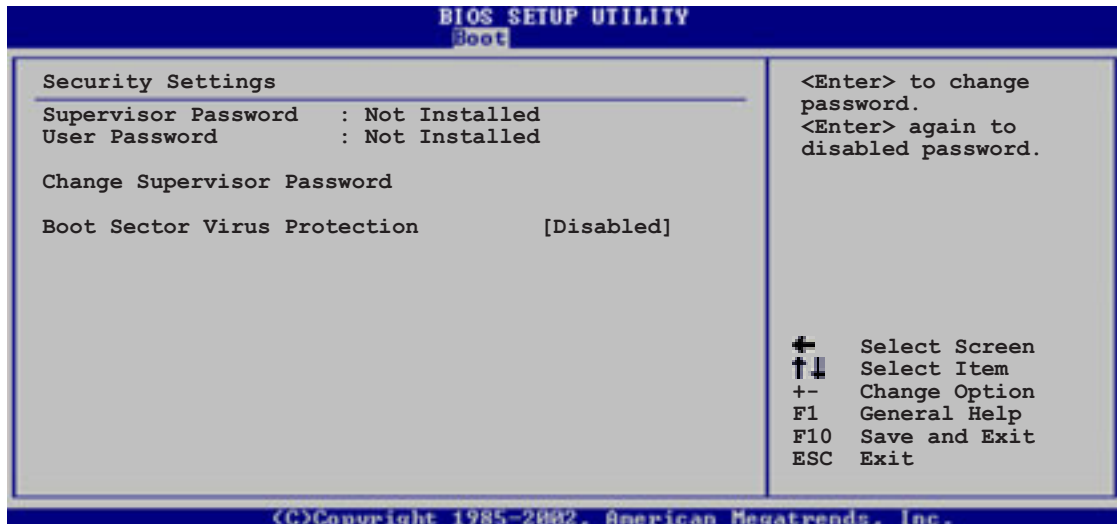 BIOS SETUP UTILITY
Boot
Security Settings
Supervisor Password : Not Installed
User Password : Not Installed
Change Supervisor Password
Boot Sector Virus Protection [Disabled]
<Enter> to change
password.
<Enter> again to
disabled password.
← Select Screen
↑↓ Select Item
+- Change Option
F1 General Help
F10 Save and Exit
ESC Exit
(C)Copyright 1985-2002, American Megatrends, Inc.